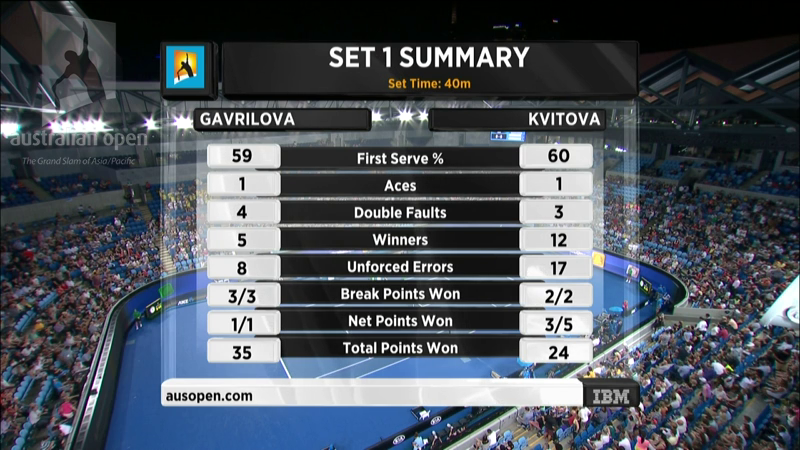 SET 1 SUMMARY
Set Time: 40m
australian open
The Grand Slam of Asia/Pacific
GAVRILOVA KVITOVA
59 First Serve % 60
1 Aces 1
4 Double Faults 3
5 Winners 12
8 Unforced Errors 17
3/3 Break Points Won 2/2
1/1 Net Points Won 3/5
35 Total Points Won 24
ausopen.com IBM